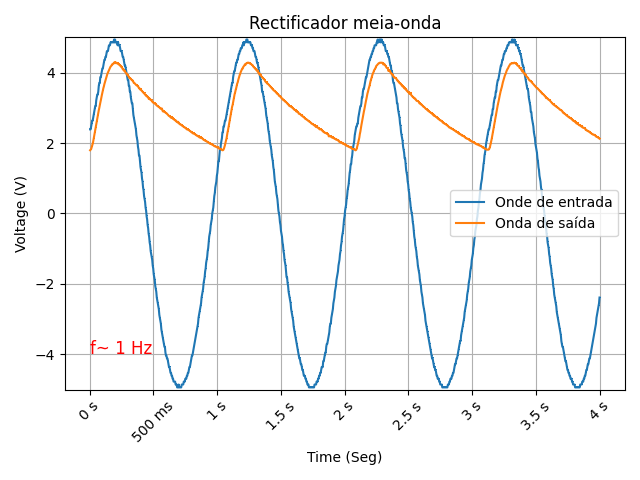 Rectificador meia-onda
Voltage (V)
4
2
0
−2
−4
Onde de entrada
Onda de saída
f~ 1 Hz
0 s
500 ms
1 s
1.5 s
2 s
2.5 s
3 s
3.5 s
4 s
Time (Seg)